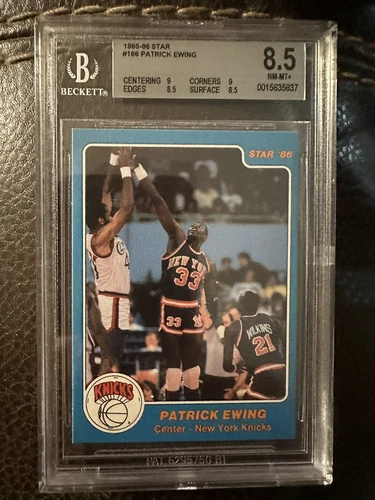 BECKETT®
1985-86 STAR
#166 PATRICK EWING
CENTERING 9 CORNERS 9
EDGES 8.5 SURFACE 8.5
8.5
NM-MT+
0015635837
STAR '86
NEW YORK
33
33
WILKINS
21
KNICKS
PATRICK EWING
Center - New York Knicks